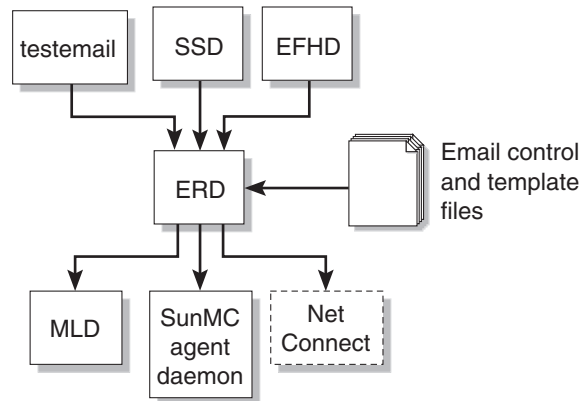 testemail
SSD
EFHD
ERD
Email control
and template
files
MLD
SunMC
agent
daemon
Net
Connect